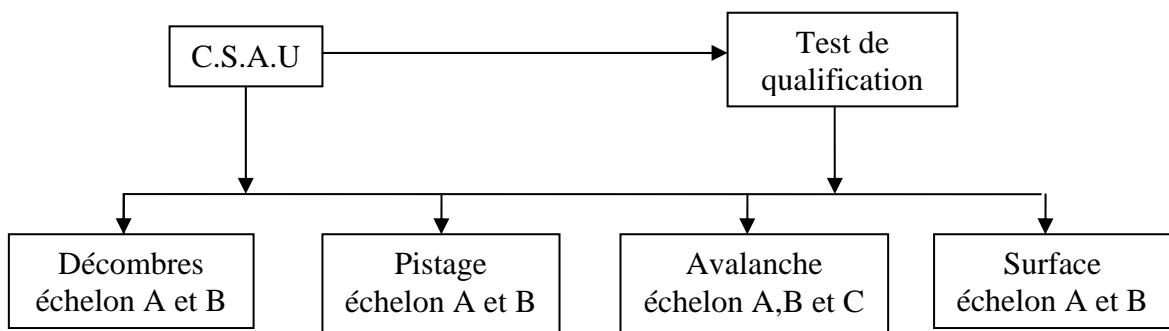 C.S.A.U
Test de
qualification
Décombres
échelon A et B
Pistage
échelon A et B
Avalanche
échelon A,B et C
Surface
échelon A et B